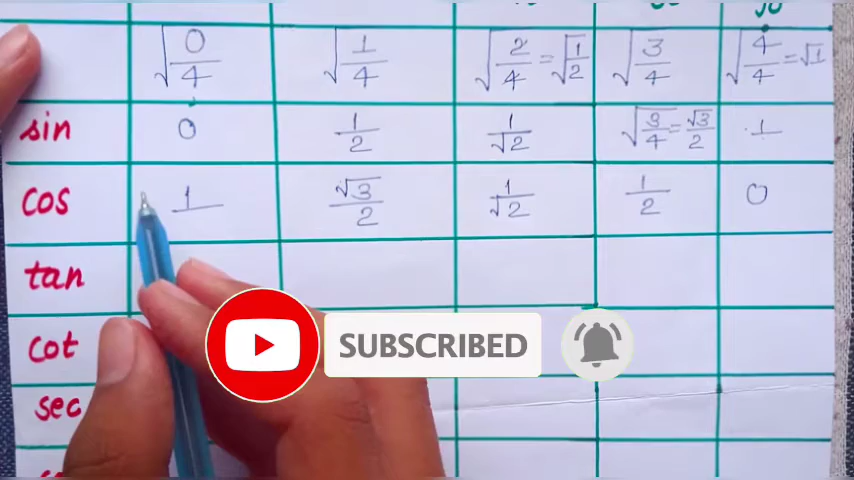 √0/4 √1/4 √2/4 = √1/2 √3/4 √4/4 = √1
sin 0 1/2 1/√2 √3/4 = √3/2 1
cos 1 √3/2 1/√2 1/2 0
tan
cot
SUBSCRIBED
sec